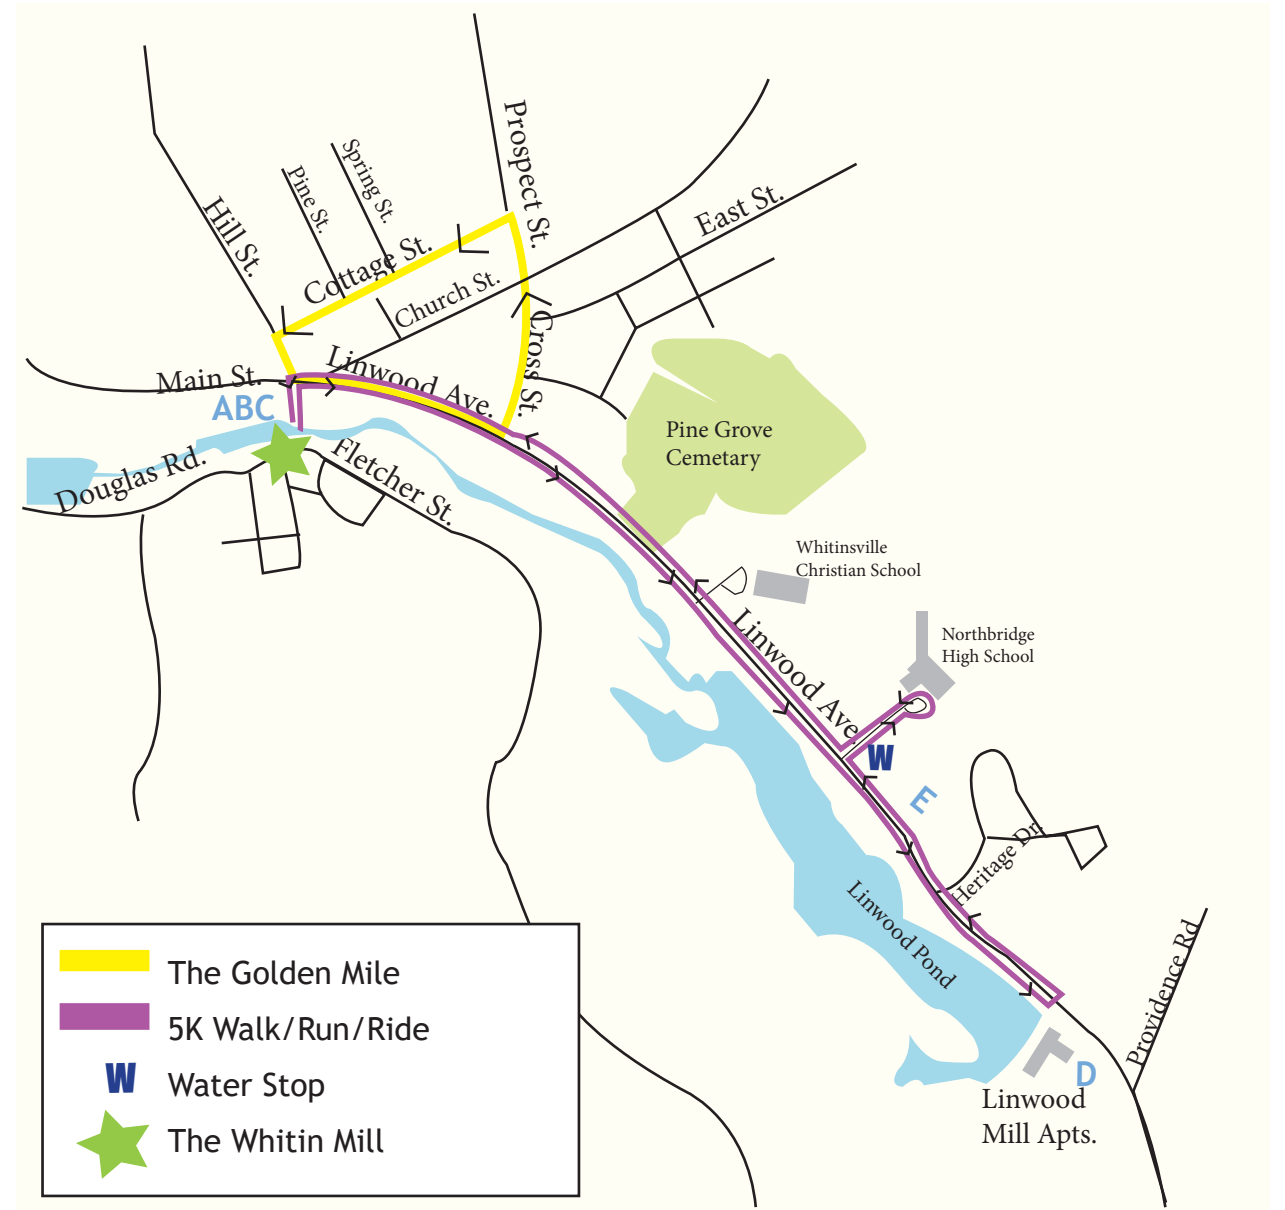 Prospect St.
Spring St.
Pine St.
Hill St.
East St.
Cottage St.
Church St.
Cross St.
Linwood Ave.
Main St.
ABC
Pine Grove
Cemetary
Douglas Rd.
Fletcher St.
Whitinsville
Christian School
Northbridge
High School
Linwood Ave.
W
E
Heritage Dr.
Linwood Pond
Providence Rd
D
Linwood
Mill Apts.
The Golden Mile
5K Walk/Run/Ride
W
Water Stop
The Whitin Mill